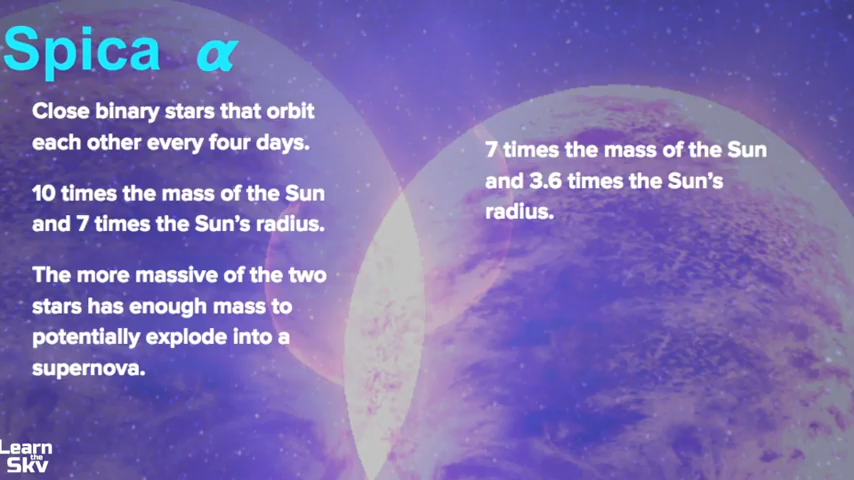 Spica α
Close binary stars that orbit
each other every four days.
10 times the mass of the Sun
and 7 times the Sun’s radius.
The more massive of the two
stars has enough mass to
potentially explode into a
supernova.
7 times the mass of the Sun
and 3.6 times the Sun’s
radius.
Learn
the
Sky